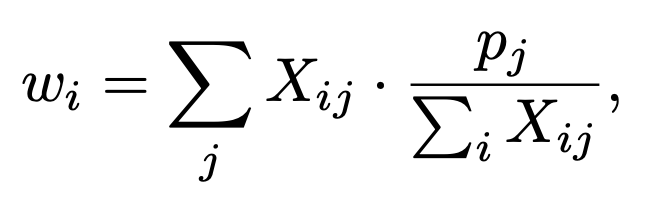 w_i = \sum_j X_{ij} \cdot \frac{p_j}{\sum_i X_{ij}},